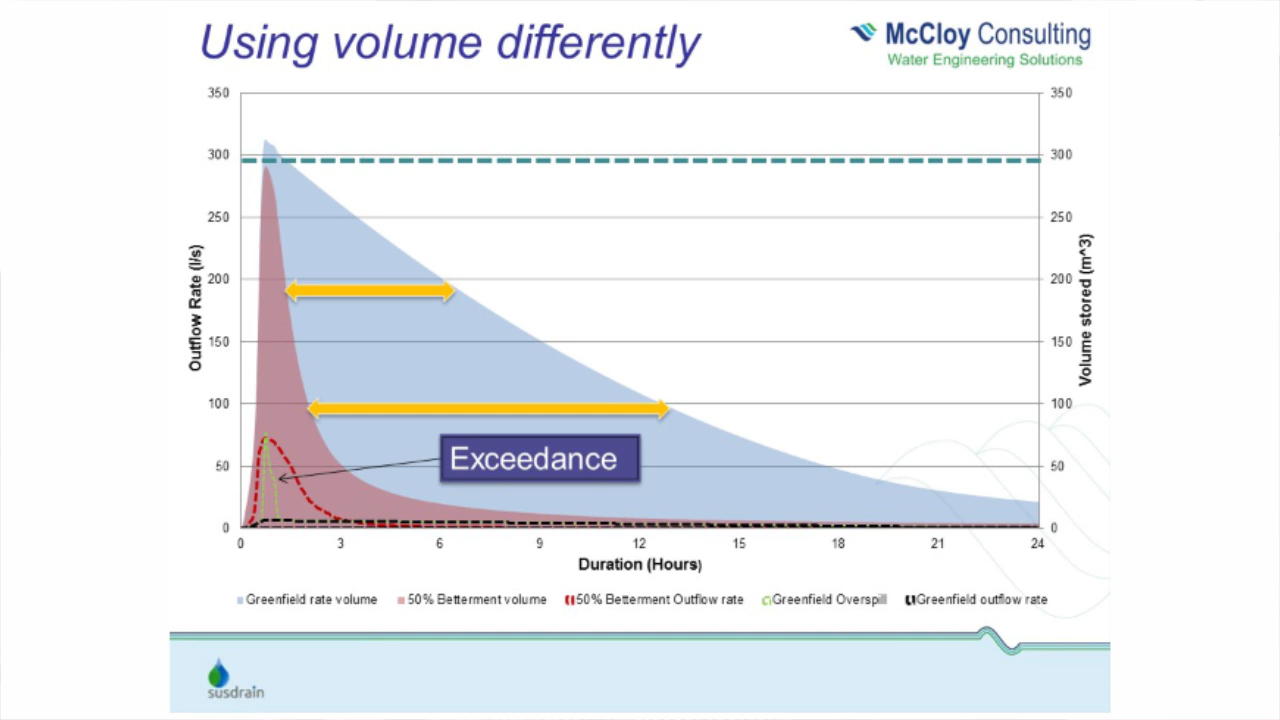 Using volume differently
McCloy Consulting
Water Engineering Solutions
350
300
250
200
150
100
50
0
Outflow Rate (l/s)
350
300
250
200
150
100
50
0
Volume stored (m^3)
Exceedance
0 3 6 9 12 15 18 21 24
Duration (Hours)
Greenfield rate volume 50% Betterment volume 50% Betterment Outflow rate Greenfield Overspill Greenfield outflow rate
susdrain